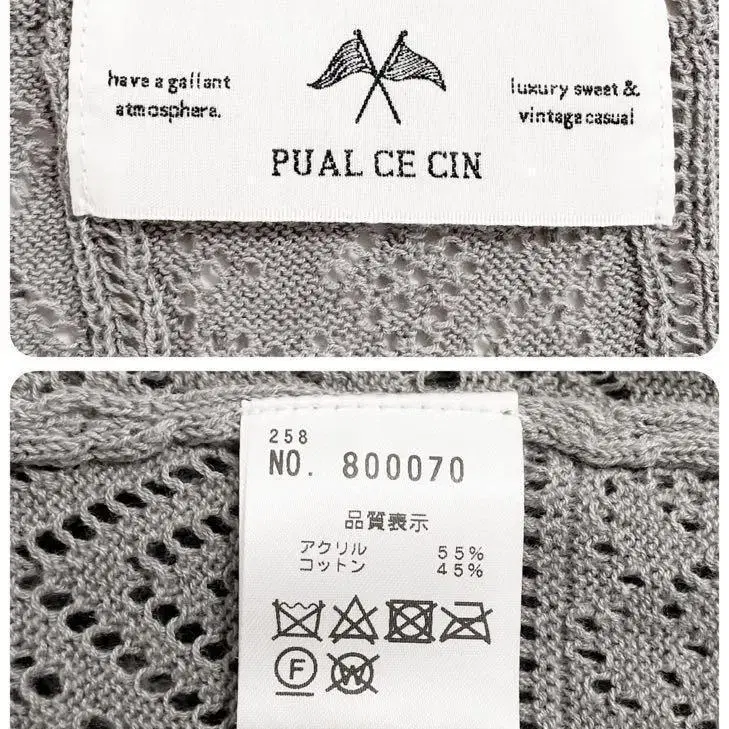 have a gallant
atmosphere.
luxury sweet &
vintage casual
PUAL CE CIN
258
NO. 800070
品質表示
アクリル 55%
コットン 45%
F W